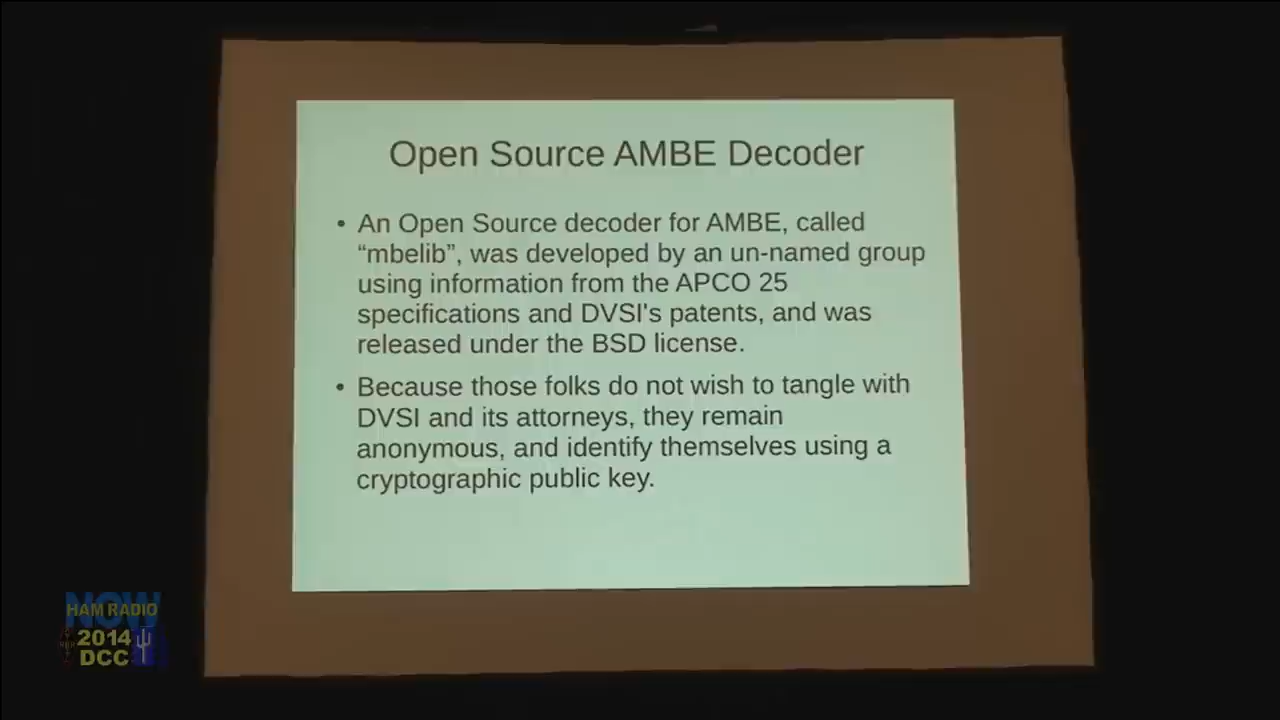 Open Source AMBE Decoder
• An Open Source decoder for AMBE, called
“mbelib”, was developed by an un-named group
using information from the APCO 25
specifications and DVSI's patents, and was
released under the BSD license.
• Because those folks do not wish to tangle with
DVSI and its attorneys, they remain
anonymous, and identify themselves using a
cryptographic public key.
NOW
HAM RADIO
2014
DCC